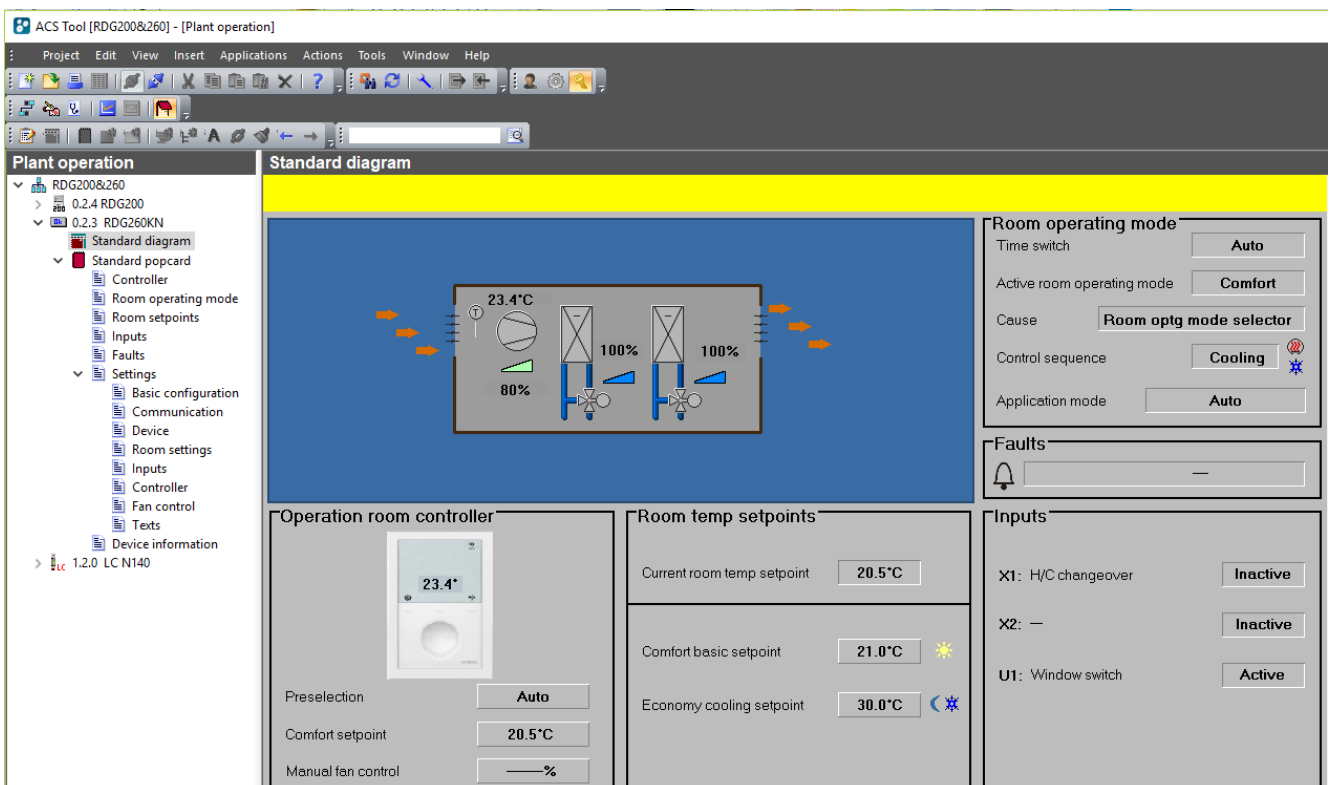 ACS Tool [RDG200&260] - [Plant operation]
Project Edit View Insert Applications Actions Tools Window Help
Plant operation
RDG200&260
0.2.4 RDG200
0.2.3 RDG260KN
Standard diagram
Standard popcard
Controller
Room operating mode
Room setpoints
Inputs
Faults
Settings
Basic configuration
Communication
Device
Room settings
Inputs
Controller
Fan control
Texts
Device information
1.2.0 LC N140
Standard diagram
23.4°C
T
100%
100%
80%
Room operating mode
Time switch Auto
Active room operating mode Comfort
Cause Room optg mode selector
Control sequence Cooling
Application mode Auto
Faults
—
Operation room controller
23.4°
Preselection Auto
Comfort setpoint 20.5°C
Manual fan control ——%
Room temp setpoints
Current room temp setpoint 20.5°C
Comfort basic setpoint 21.0°C
Economy cooling setpoint 30.0°C
Inputs
X1: H/C changeover Inactive
X2: — Inactive
U1: Window switch Active